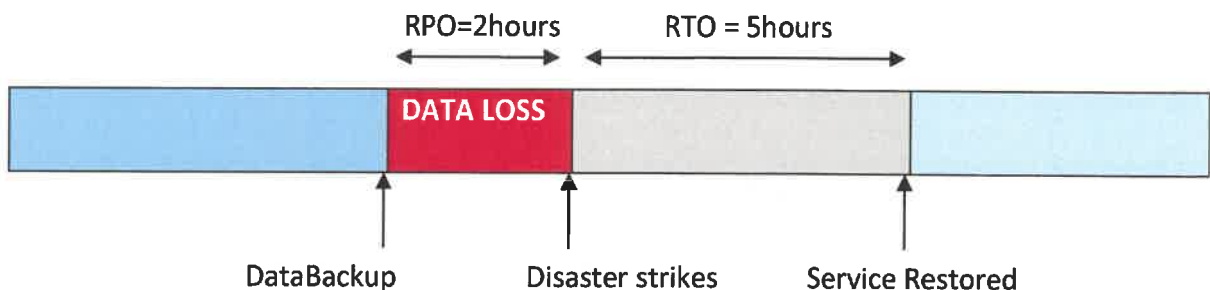 RPO=2hours
RTO = 5hours
DATA LOSS
DataBackup
Disaster strikes
Service Restored